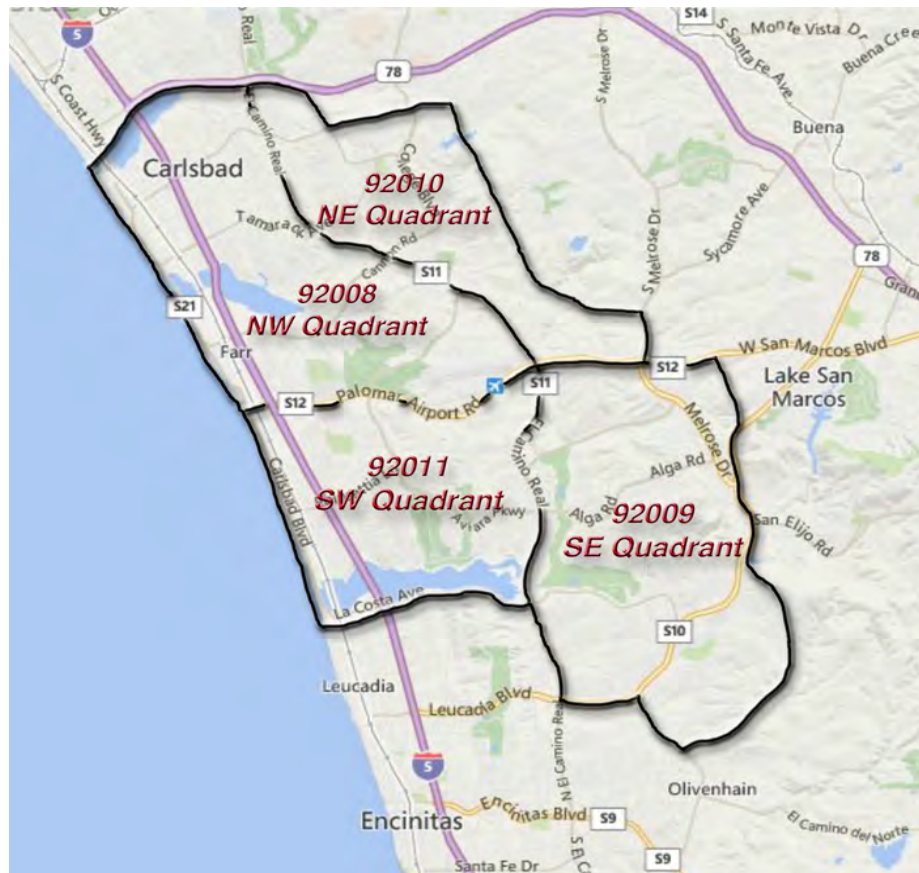 S14
Monte Vista Dr
5
78
S Melrose Dr
S Santa Fe Ave
Buena Creek
S Coast Hwy
El Camino Real
Buena
Carlsbad
92010
NE Quadrant
College Blvd
Tamarack Ave
Cannon Rd
S11
S Melrose Dr
Sycamore Ave
78
92008
NW Quadrant
S21
Farr
W San Marcos Blvd
S12
S11
Lake San
Marcos
S12
Palomar Airport Rd
Melrose Dr
El Camino Real
92011
SW Quadrant
Alga Rd
Aviara Pkwy
Alga Rd
92009
SE Quadrant
San Elijo Rd
Carlsbad Blvd
La Costa Ave
S10
Leucadia
Leucadia Blvd
N El Camino Real
5
Olivenhain
Encinitas
Encinitas Blvd
S9
El Camino del Norte
S9
Santa Fe Dr